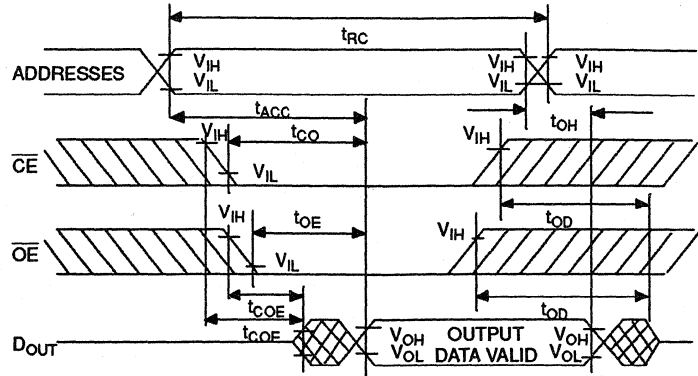 tRC
ADDRESSES
VIH
VIL
VIH
VIL
VIH
VIL
tACC
tOH
CE
VIH
tCO
VIL
VIH
tOD
OE
VIH
tOE
VIL
VIH
tCOE
tOD
tCOE
DOUT
VOH
VOL
OUTPUT
DATA VALID
VOH
VOL